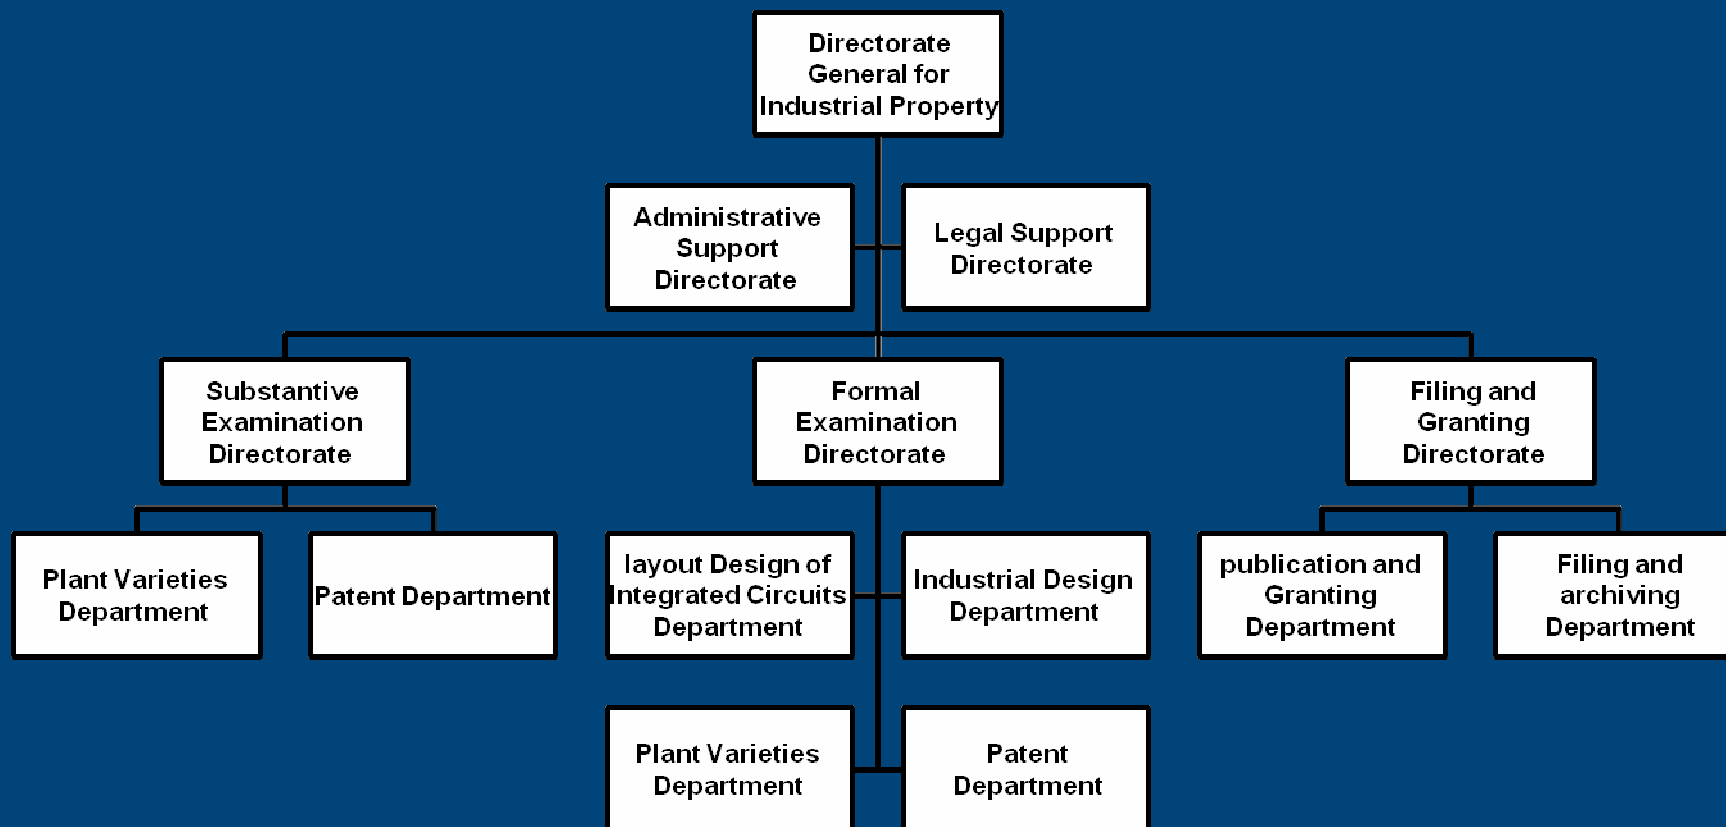 Directorate
General for
Industrial Property
Administrative
Support
Directorate
Legal Support
Directorate
Substantive
Examination
Directorate
Formal
Examination
Directorate
Filing and
Granting
Directorate
Plant Varieties
Department
Patent Department
layout Design of
Integrated Circuits
Department
Industrial Design
Department
publication and
Granting
Department
Filing and
archiving
Department
Plant Varieties
Department
Patent
Department